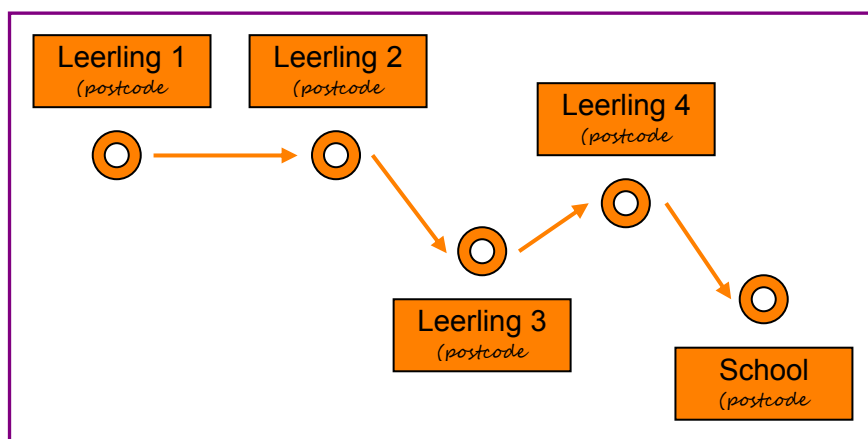 Leerling 1
(postcode
Leerling 2
(postcode
Leerling 4
(postcode
Leerling 3
(postcode
School
(postcode